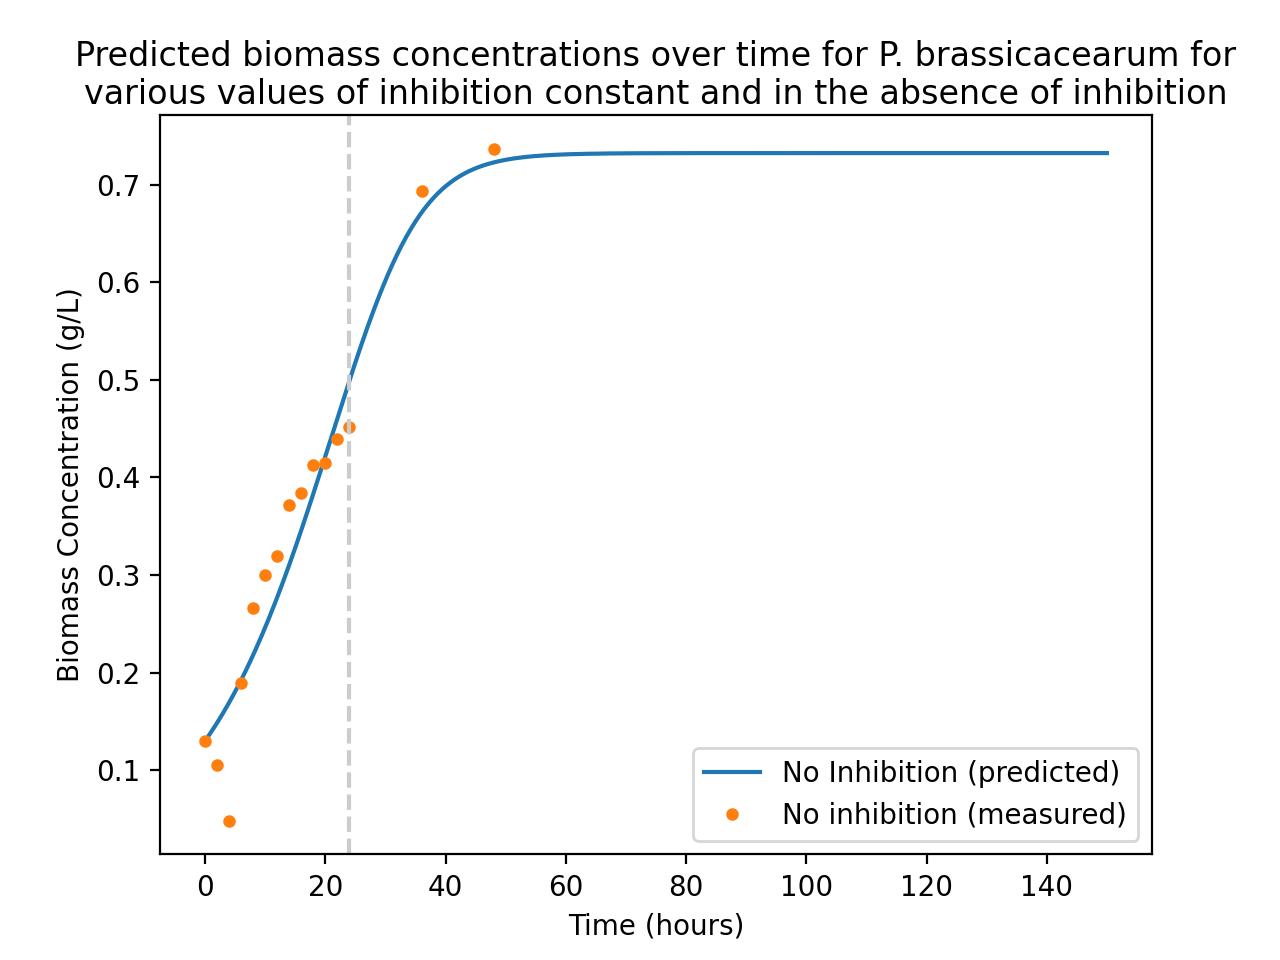 Predicted biomass concentrations over time for P. brassicacearum for
various values of inhibition constant and in the absence of inhibition
Biomass Concentration (g/L)
0.7
0.6
0.5
0.4
0.3
0.2
0.1
No Inhibition (predicted)
No inhibition (measured)
0 20 40 60 80 100 120 140
Time (hours)